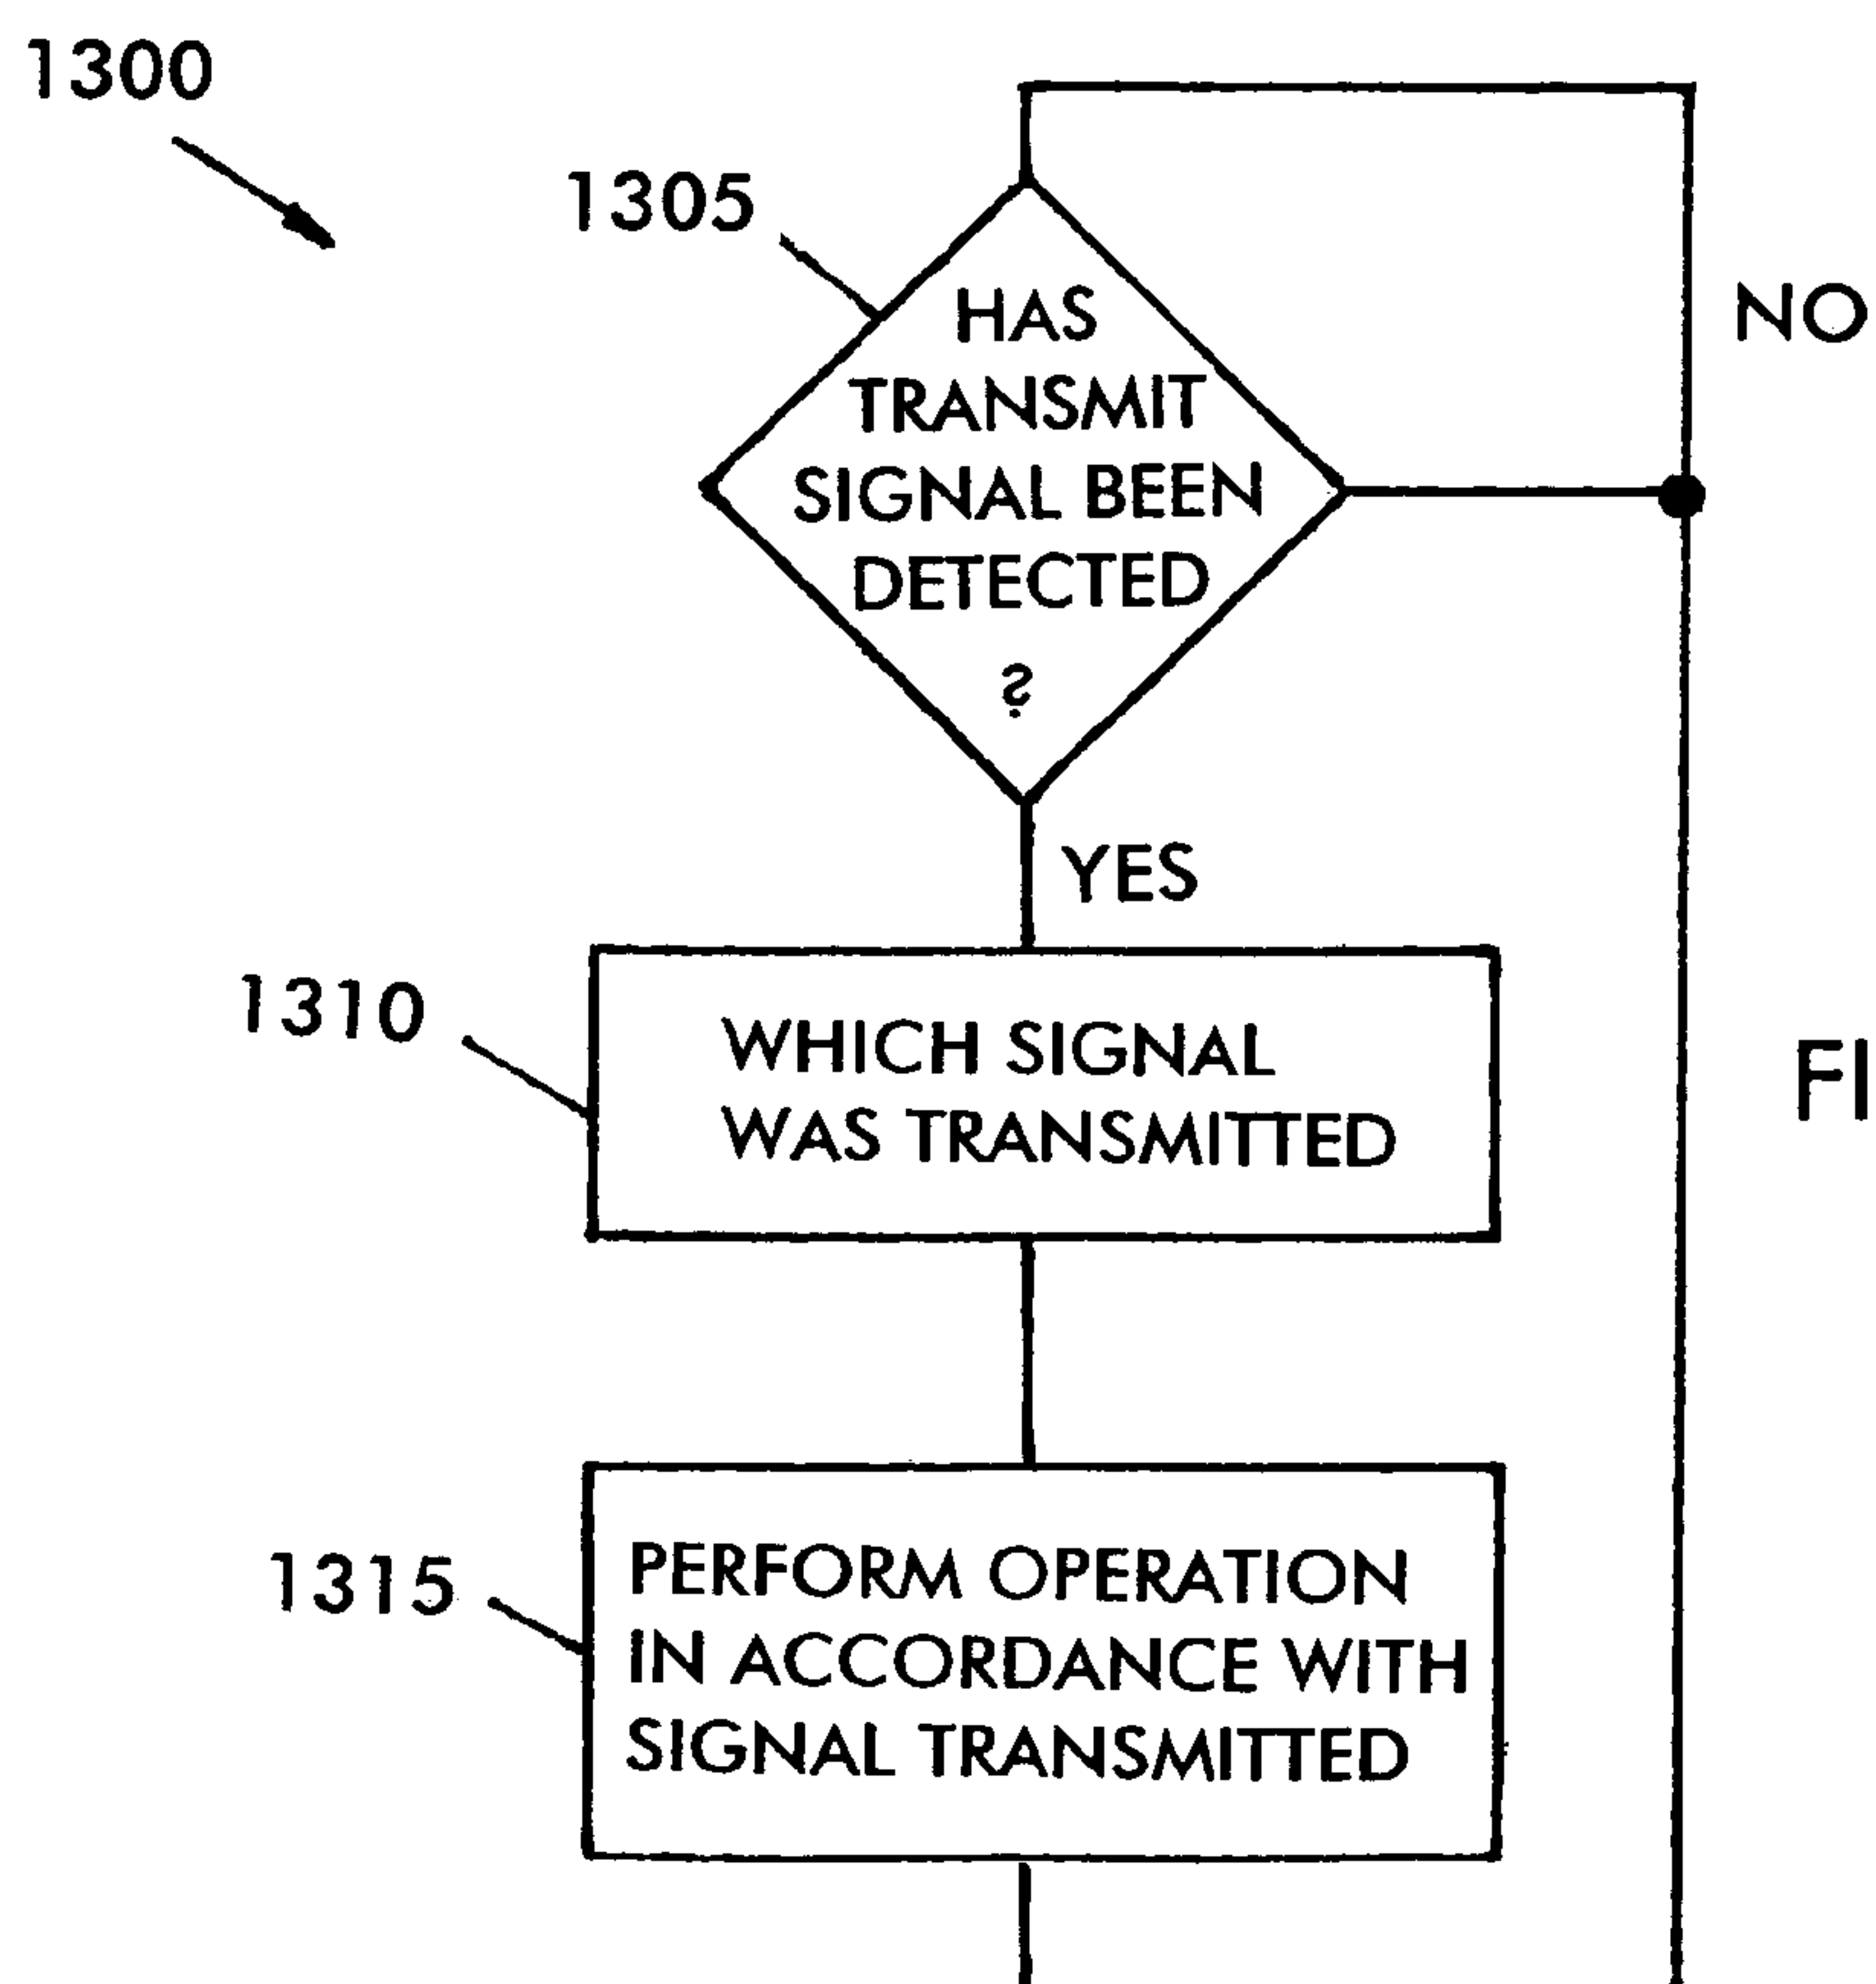 1300
1305
HAS
TRANSMIT
SIGNAL BEEN
DETECTED
?
NO
YES
1310
WHICH SIGNAL
WAS TRANSMITTED
FI
1315
PERFORM OPERATION
IN ACCORDANCE WITH
SIGNAL TRANSMITTED